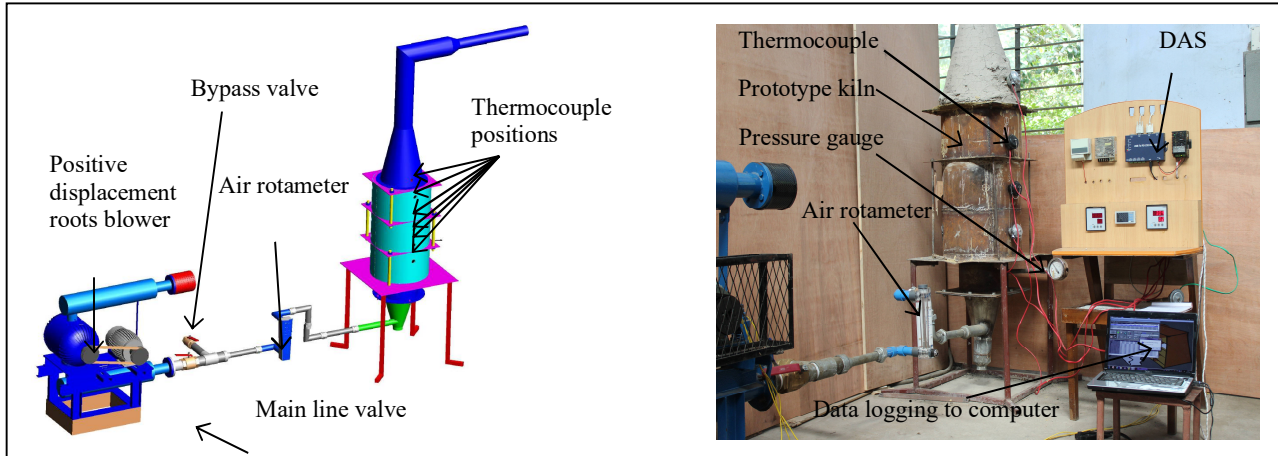 Bypass valve
Positive
displacement
roots blower
Air rotameter
Thermocouple
positions
Main line valve
Thermocouple
Prototype kiln
Pressure gauge
Air rotameter
DAS
Data logging to computer